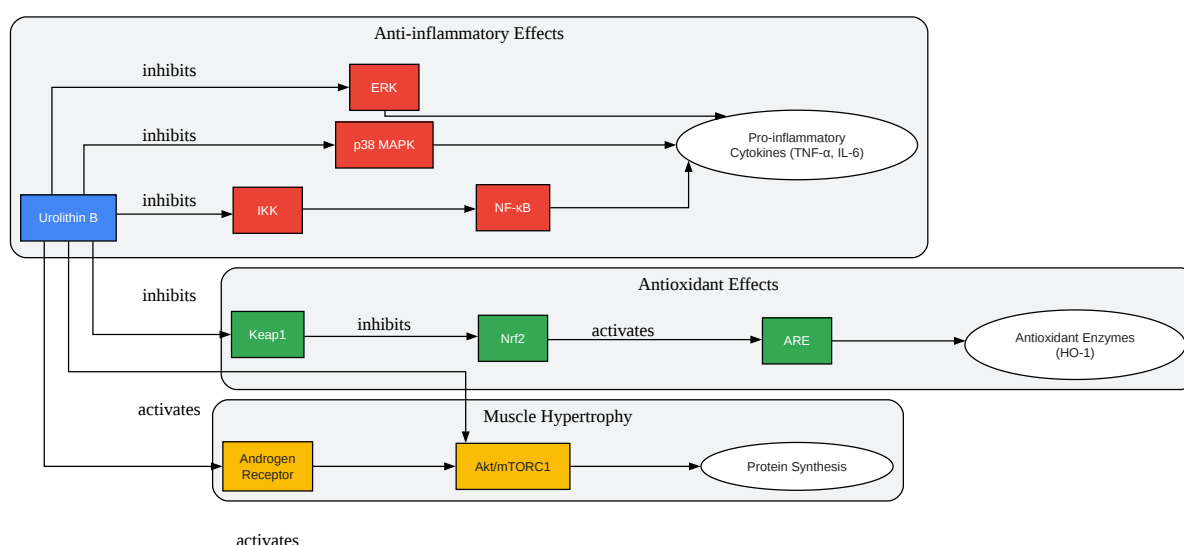 Anti-inflammatory Effects
inhibits
ERK
inhibits
p38 MAPK
Pro-inflammatory
Cytokines (TNF-α, IL-6)
inhibits
Urolithin B
IKK
NF-κB
Antioxidant Effects
inhibits
Keap1
inhibits
Nrf2
activates
ARE
Antioxidant Enzymes
(HO-1)
activates
Muscle Hypertrophy
Androgen
Receptor
Akt/mTORC1
Protein Synthesis
activates